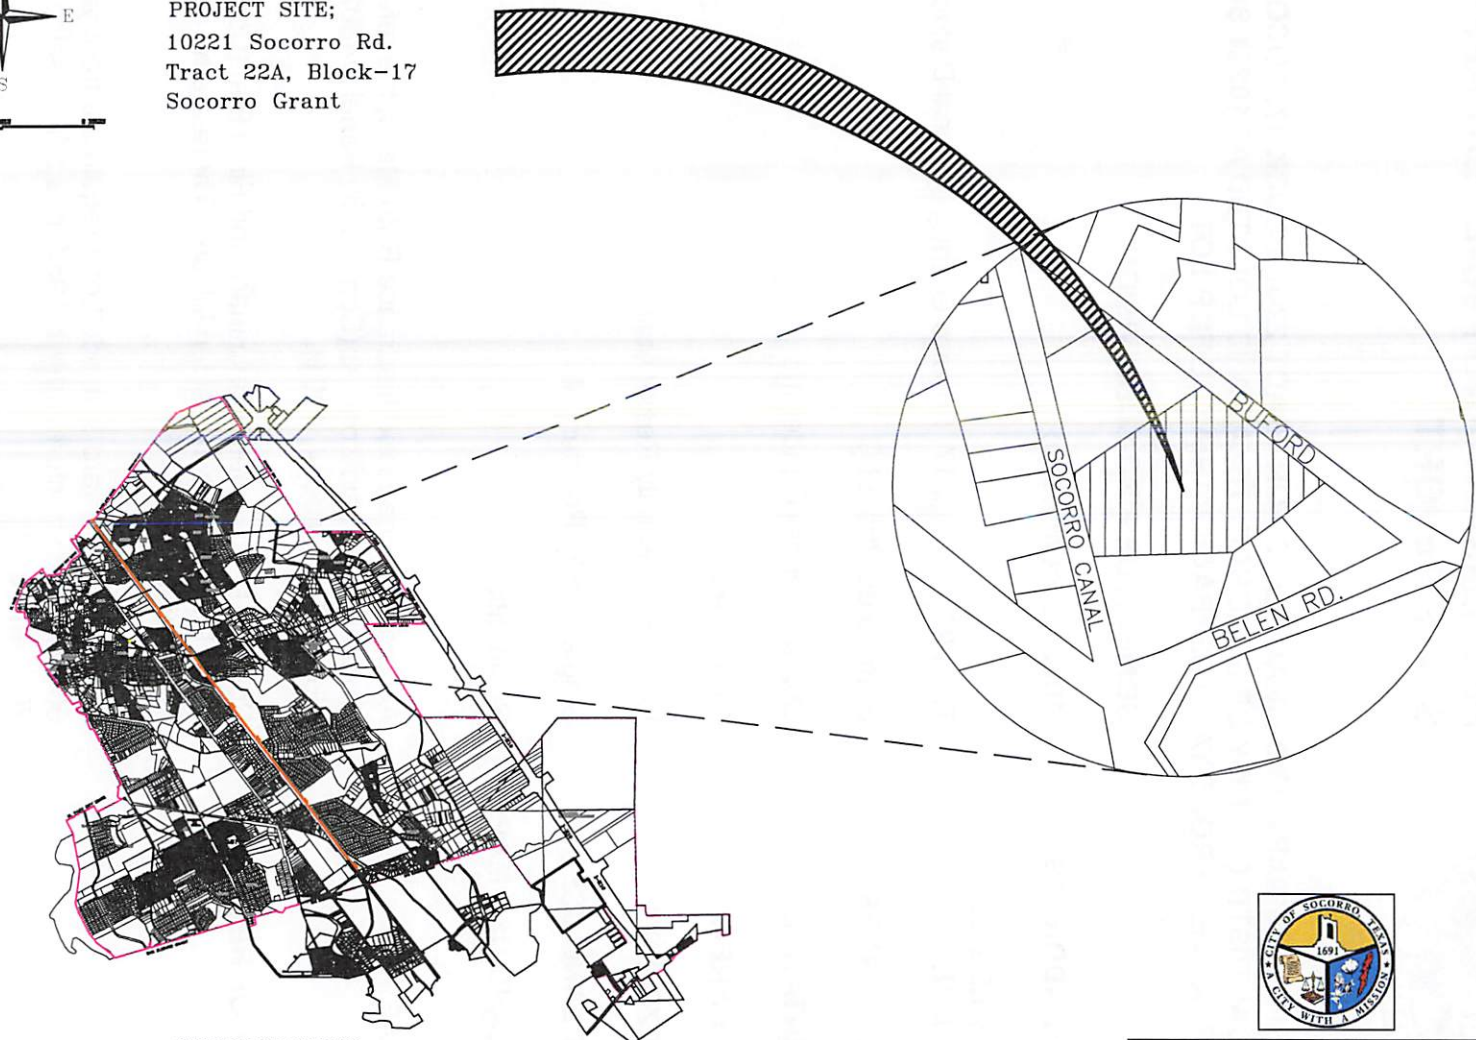 E
S
PROJECT SITE;
10221 Socorro Rd.
Tract 22A, Block-17
Socorro Grant
BUFORD
SOCORRO CANAL
BELEN RD.
CITY OF SOCORRO, TEXAS
1691
A CITY WITH A MISSION